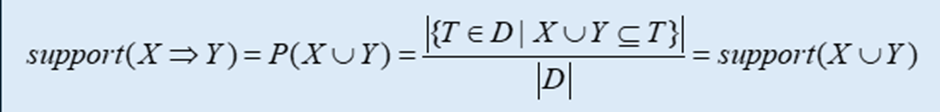 support(X ⇒ Y) = P(X ∪ Y) = |{T ∈ D | X ∪ Y ⊆ T}| / |D| = support(X ∪ Y)